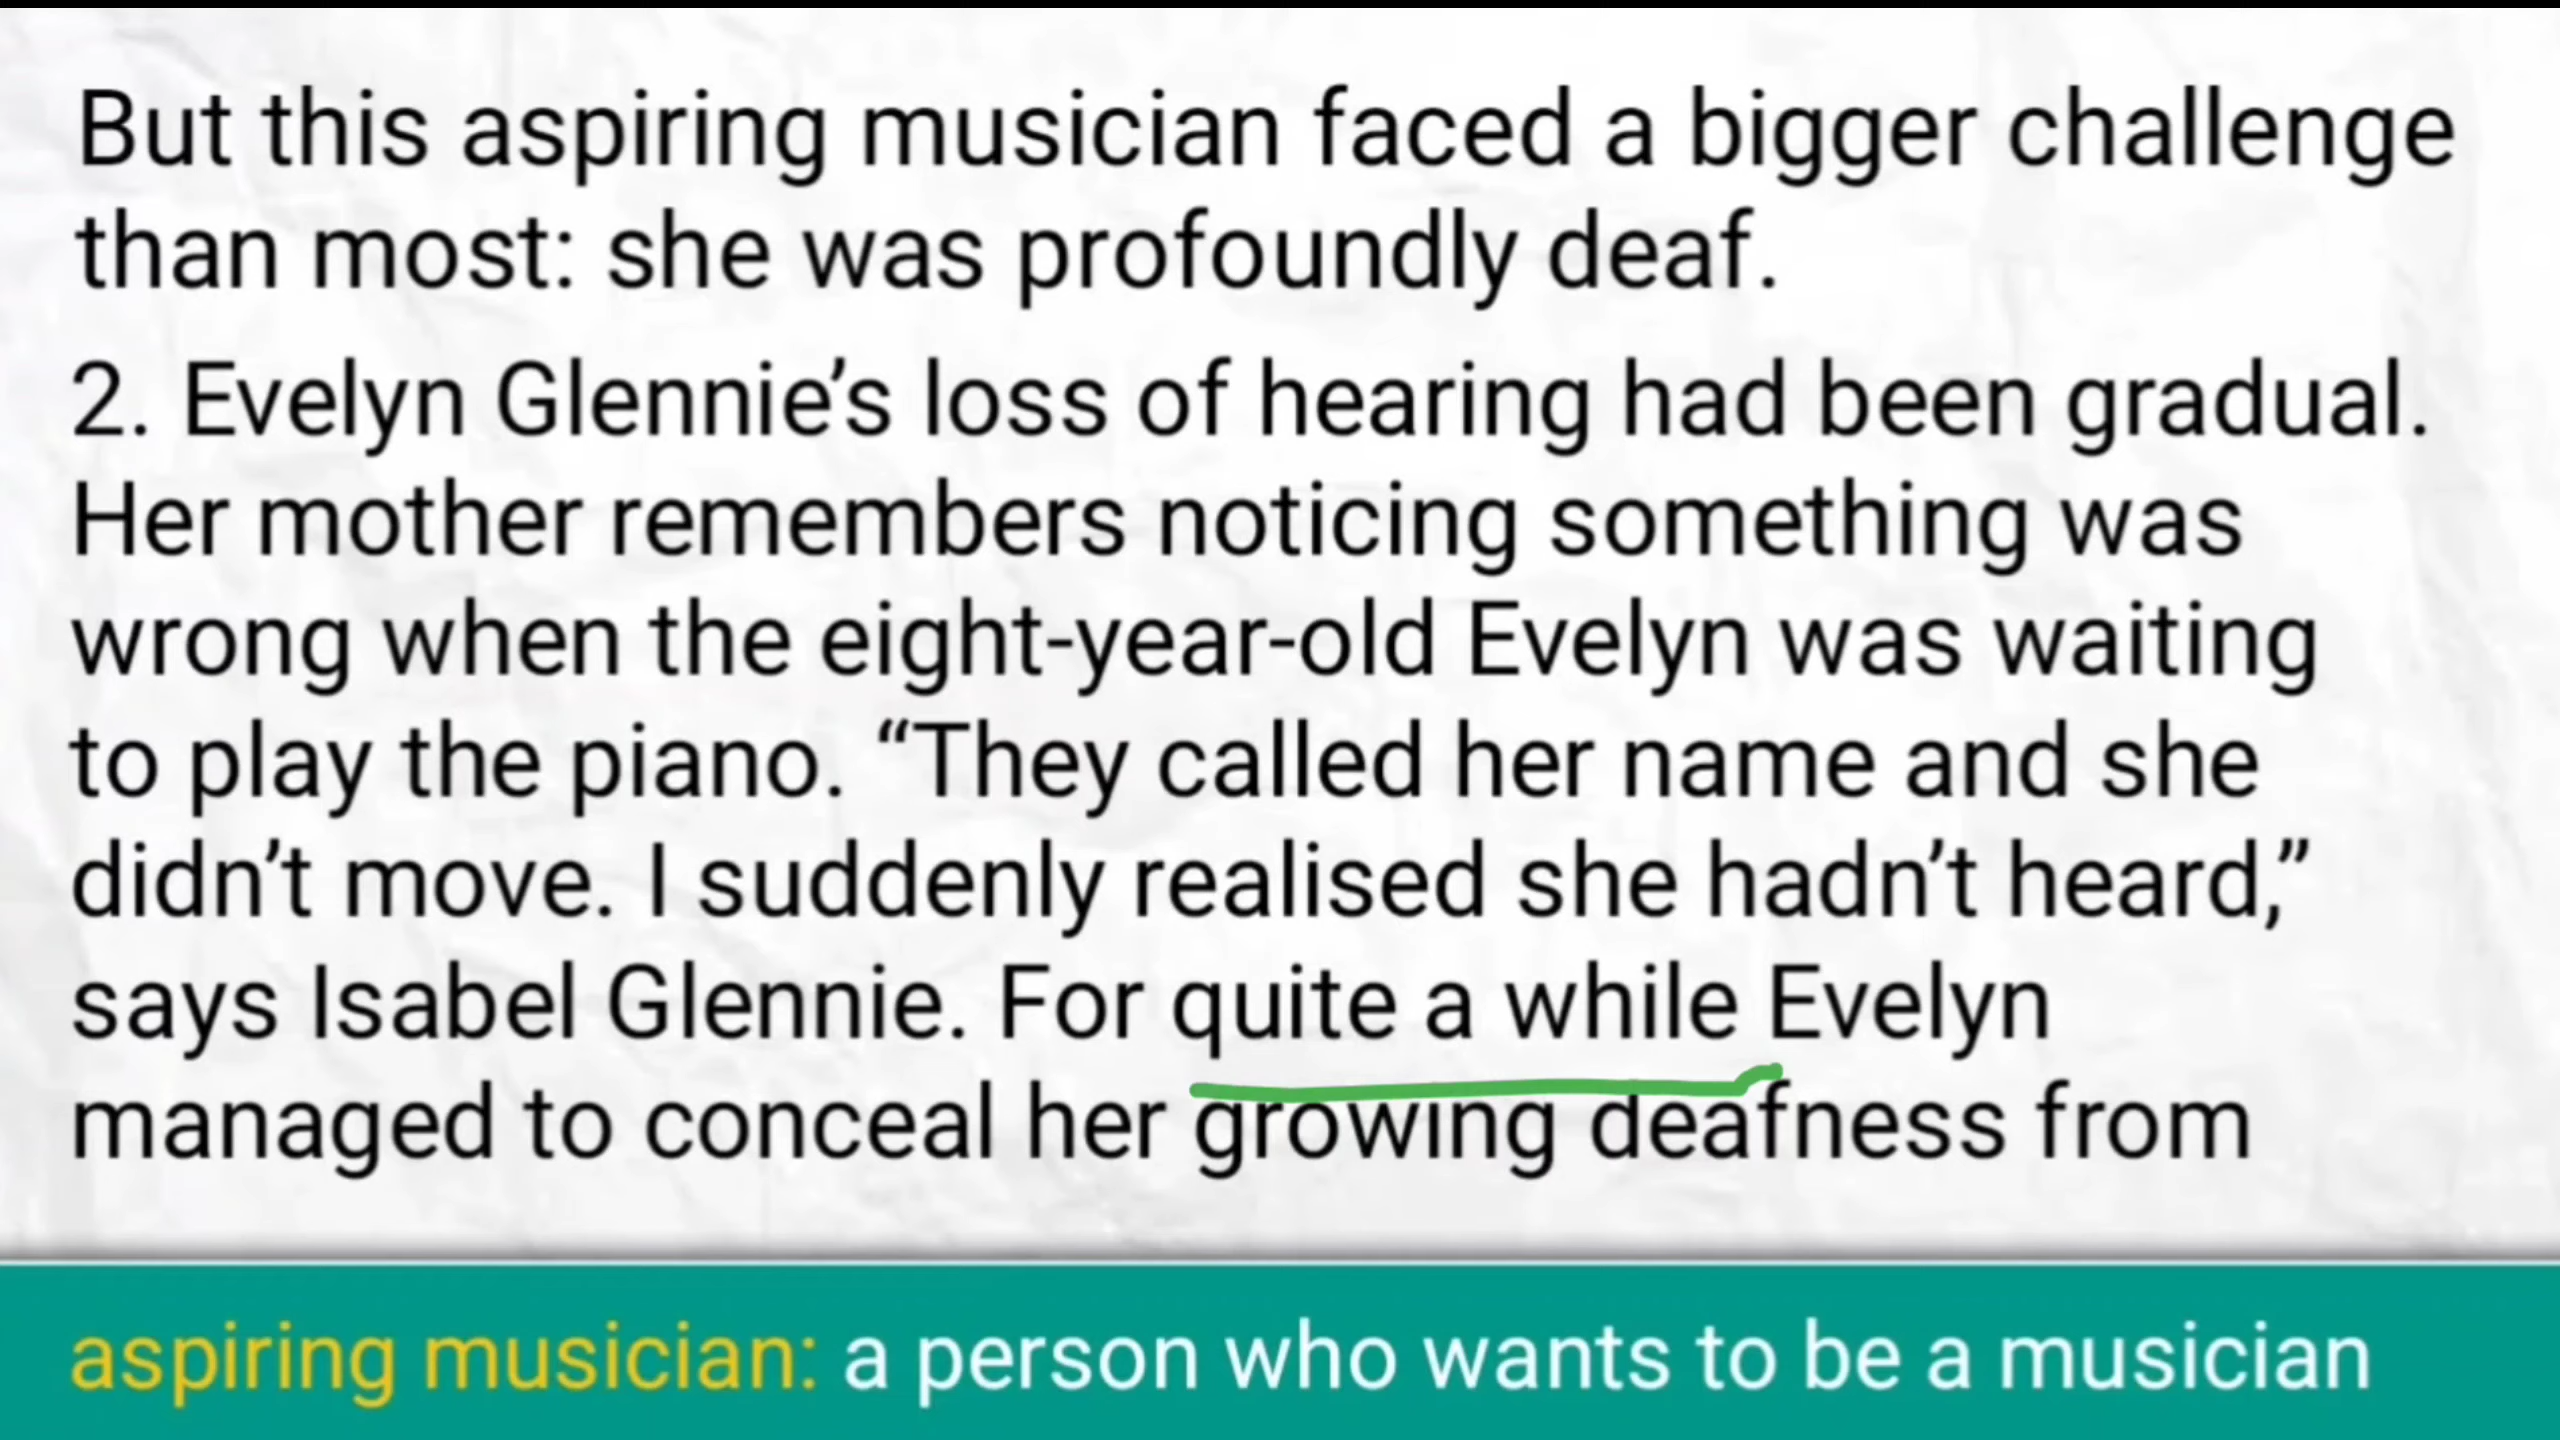 But this aspiring musician faced a bigger challenge
than most: she was profoundly deaf.
2. Evelyn Glennie’s loss of hearing had been gradual.
Her mother remembers noticing something was
wrong when the eight-year-old Evelyn was waiting
to play the piano. “They called her name and she
didn’t move. I suddenly realised she hadn’t heard,”
says Isabel Glennie. For quite a while Evelyn
managed to conceal her growing deafness from
aspiring musician: a person who wants to be a musician